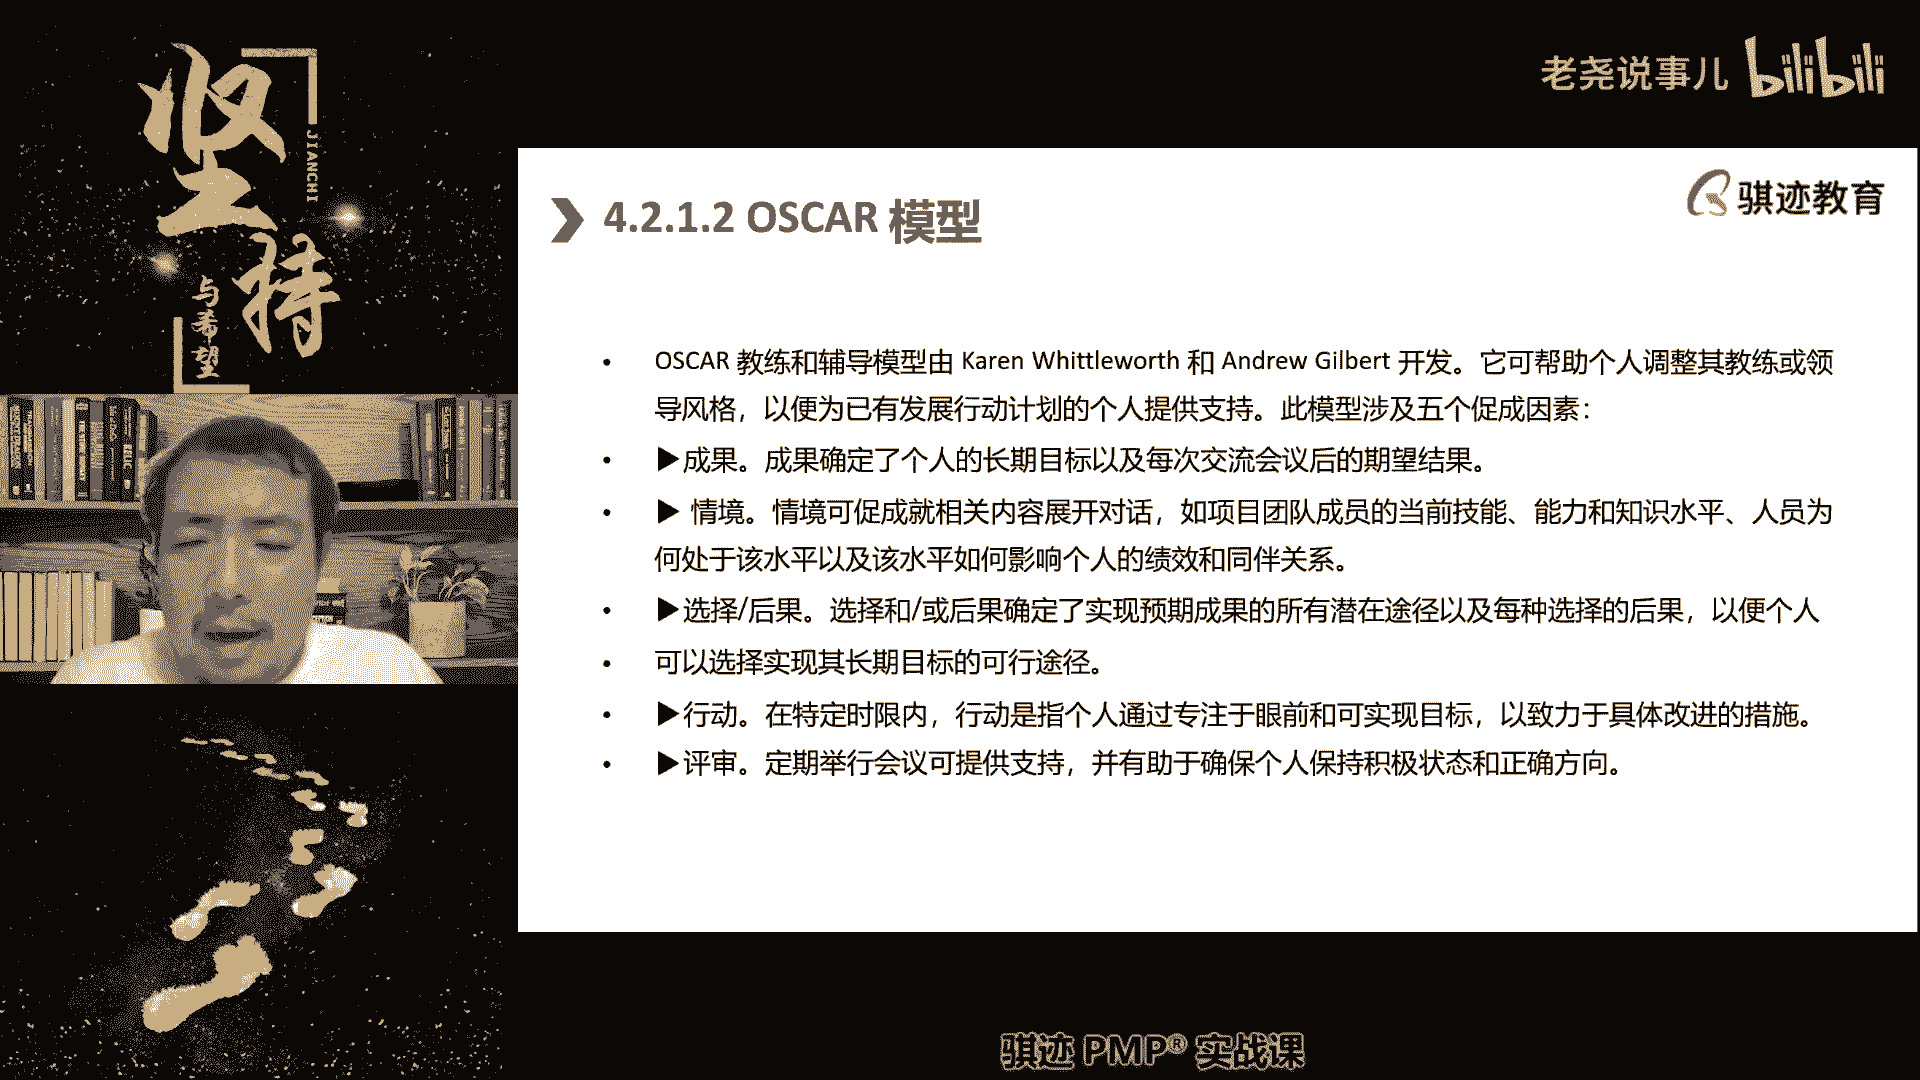 坚持
JIANCHI
与希望
老尧说事儿 bilibili
骐迹教育
4.2.1.2 OSCAR 模型
• OSCAR 教练和辅导模型由 Karen Whittleworth 和 Andrew Gilbert 开发。它可帮助个人调整其教练或领
导风格，以便为已有发展行动计划的个人提供支持。此模型涉及五个促成因素：
• ▶成果。成果确定了个人的长期目标以及每次交流会议后的期望结果。
• ▶ 情境。情境可促成就相关内容展开对话，如项目团队成员的当前技能、能力和知识水平、人员为
何处于该水平以及该水平如何影响个人的绩效和同伴关系。
• ▶选择/后果。选择和/或后果确定了实现预期成果的所有潜在途径以及每种选择的后果，以便个人
• 可以选择实现其长期目标的可行途径。
• ▶行动。在特定时限内，行动是指个人通过专注于眼前和可实现目标，以致力于具体改进的措施。
• ▶评审。定期举行会议可提供支持，并有助于确保个人保持积极状态和正确方向。
骐迹 PMP® 实战课